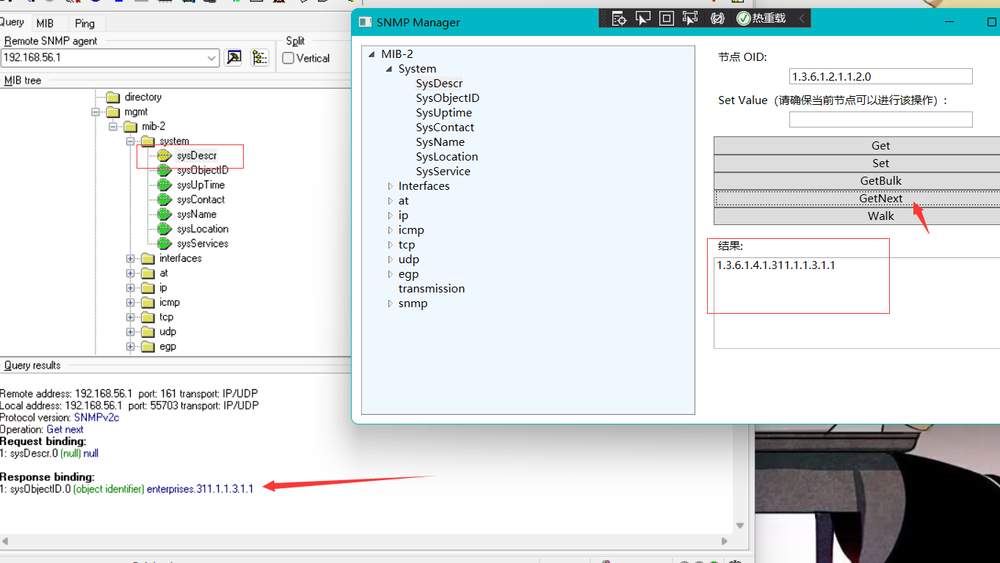 Query MIB Ping
Remote SNMP agent
192.168.56.1
Split
Vertical
MIB tree
directory
mgmt
mib-2
system
sysDescr
sysObjectID
sysUpTime
sysContact
sysName
sysLocation
sysServices
interfaces
at
ip
icmp
tcp
udp
egp
Query results
Remote address: 192.168.56.1 port: 161 transport: IP/UDP
Local address: 192.168.56.1 port: 55703 transport: IP/UDP
Protocol version: SNMPv2c
Operation: Get next
Request binding:
1: sysDescr.0 (null) null
Response binding:
1: sysObjectID.0 (object identifier) enterprises.311.1.1.3.1.1
SNMP Manager
热重载
MIB-2
System
SysDescr
SysObjectID
SysUptime
SysContact
SysName
SysLocation
SysService
Interfaces
at
ip
icmp
tcp
udp
egp
transmission
snmp
节点 OID:
1.3.6.1.2.1.1.2.0
Set Value（请确保当前节点可以进行该操作）:
Get
Set
GetBulk
GetNext
Walk
结果:
1.3.6.1.4.1.311.1.1.3.1.1